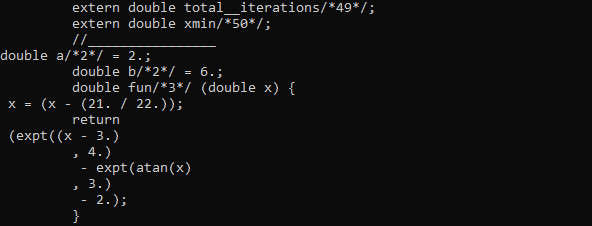 extern double total__iterations/*49*/;
extern double xmin/*50*/;
//________________
double a/*2*/ = 2.;
double b/*2*/ = 6.;
double fun/*3*/ (double x) {
x = (x - (21. / 22.));
return
(expt((x - 3.)
, 4.)
- expt(atan(x)
, 3.)
- 2.);
}